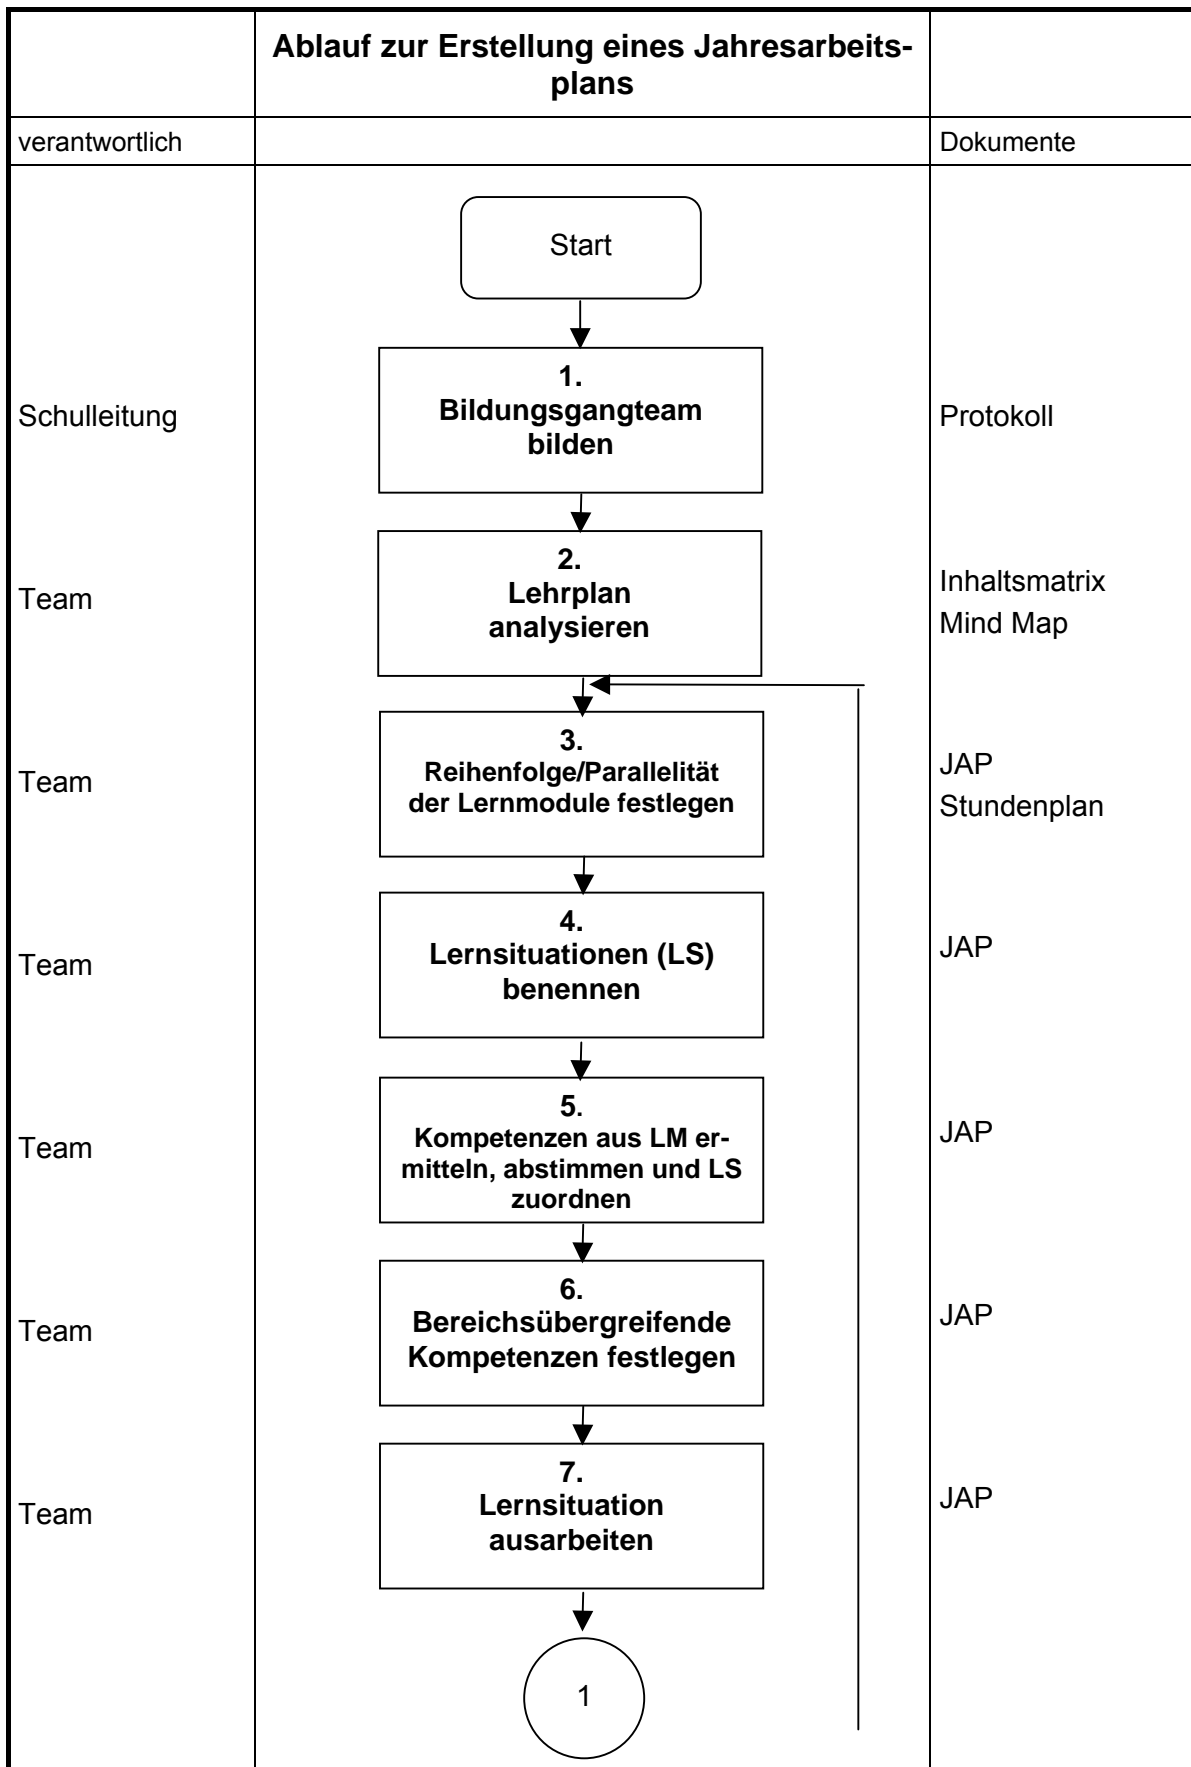 Ablauf zur Erstellung eines Jahresarbeits-
plans
verantwortlich
Dokumente
Start
Schulleitung
1.
Bildungsgangteam
bilden
Protokoll
Team
2.
Lehrplan
analysieren
Inhaltsmatrix
Mind Map
Team
3.
Reihenfolge/Parallelität
der Lernmodule festlegen
JAP
Stundenplan
Team
4.
Lernsituationen (LS)
benennen
JAP
Team
5.
Kompetenzen aus LM er-
mitteln, abstimmen und LS
zuordnen
JAP
Team
6.
Bereichsübergreifende
Kompetenzen festlegen
JAP
Team
7.
Lernsituation
ausarbeiten
JAP
1